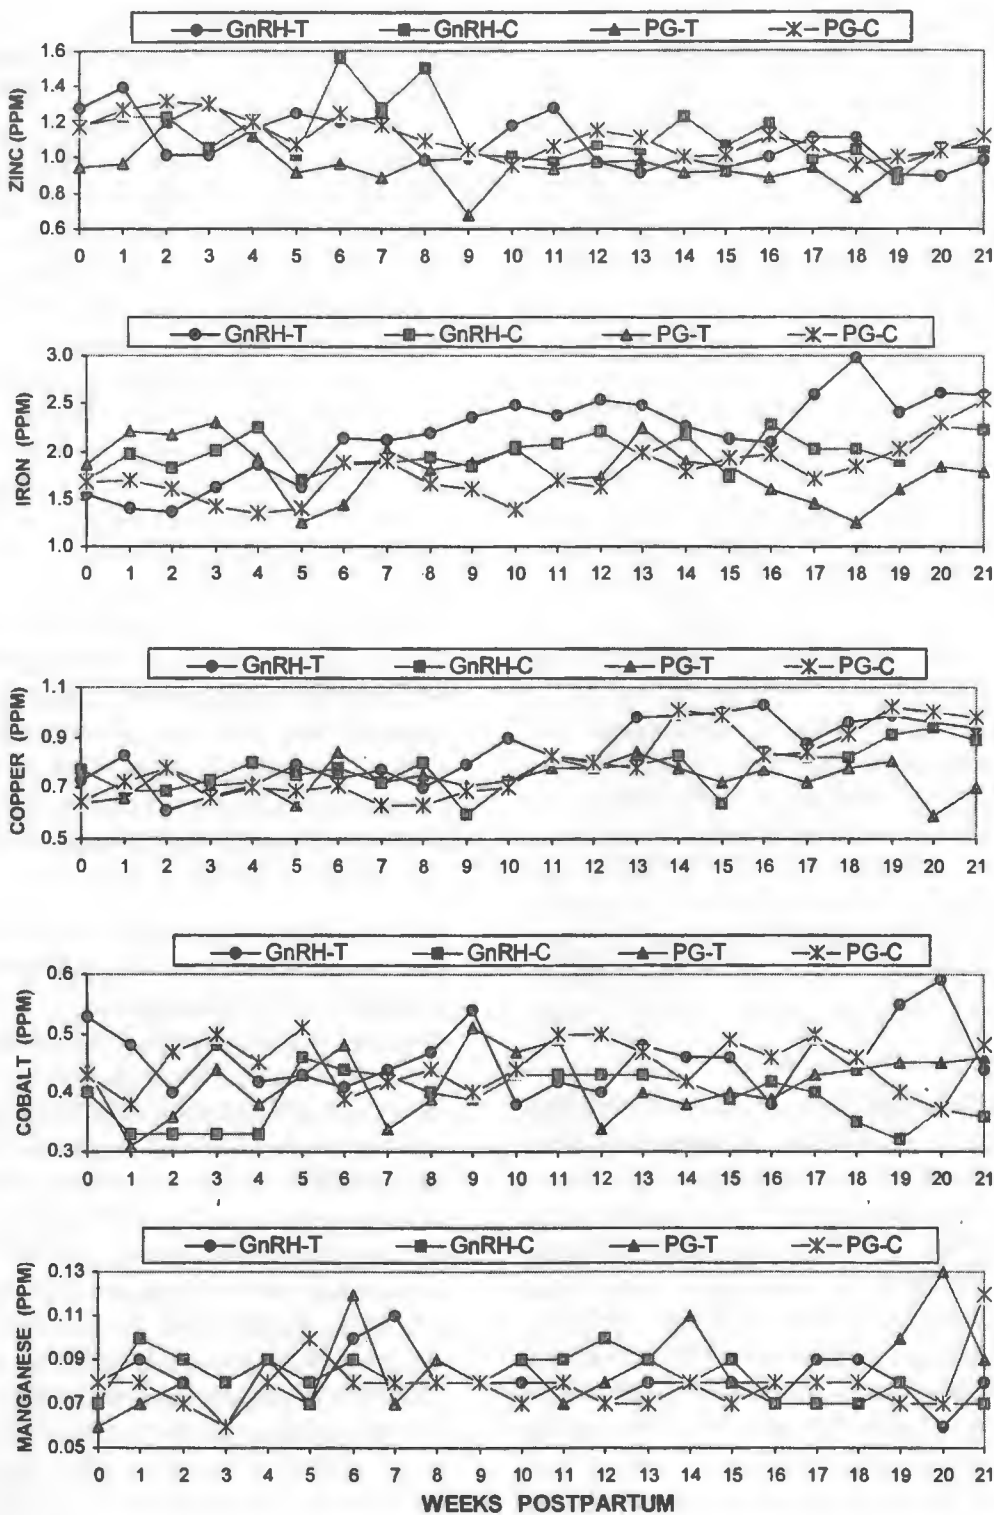 GnRH-T GnRH-C PG-T PG-C
ZINC (PPM)
1.6
1.4
1.2
1.0
0.8
0.6
0 1 2 3 4 5 6 7 8 9 10 11 12 13 14 15 16 17 18 19 20 21
GnRH-T GnRH-C PG-T PG-C
IRON (PPM)
3.0
2.5
2.0
1.5
1.0
0 1 2 3 4 5 6 7 8 9 10 11 12 13 14 15 16 17 18 19 20 21
GnRH-T GnRH-C PG-T PG-C
COPPER (PPM)
1.1
0.9
0.7
0.5
0 1 2 3 4 5 6 7 8 9 10 11 12 13 14 15 16 17 18 19 20 21
GnRH-T GnRH-C PG-T PG-C
COBALT (PPM)
0.6
0.5
0.4
0.3
0 1 2 3 4 5 6 7 8 9 10 11 12 13 14 15 16 17 18 19 20 21
GnRH-T GnRH-C PG-T PG-C
MANGANESE (PPM)
0.13
0.11
0.09
0.07
0.05
0 1 2 3 4 5 6 7 8 9 10 11 12 13 14 15 16 17 18 19 20 21
WEEKS POSTPARTUM